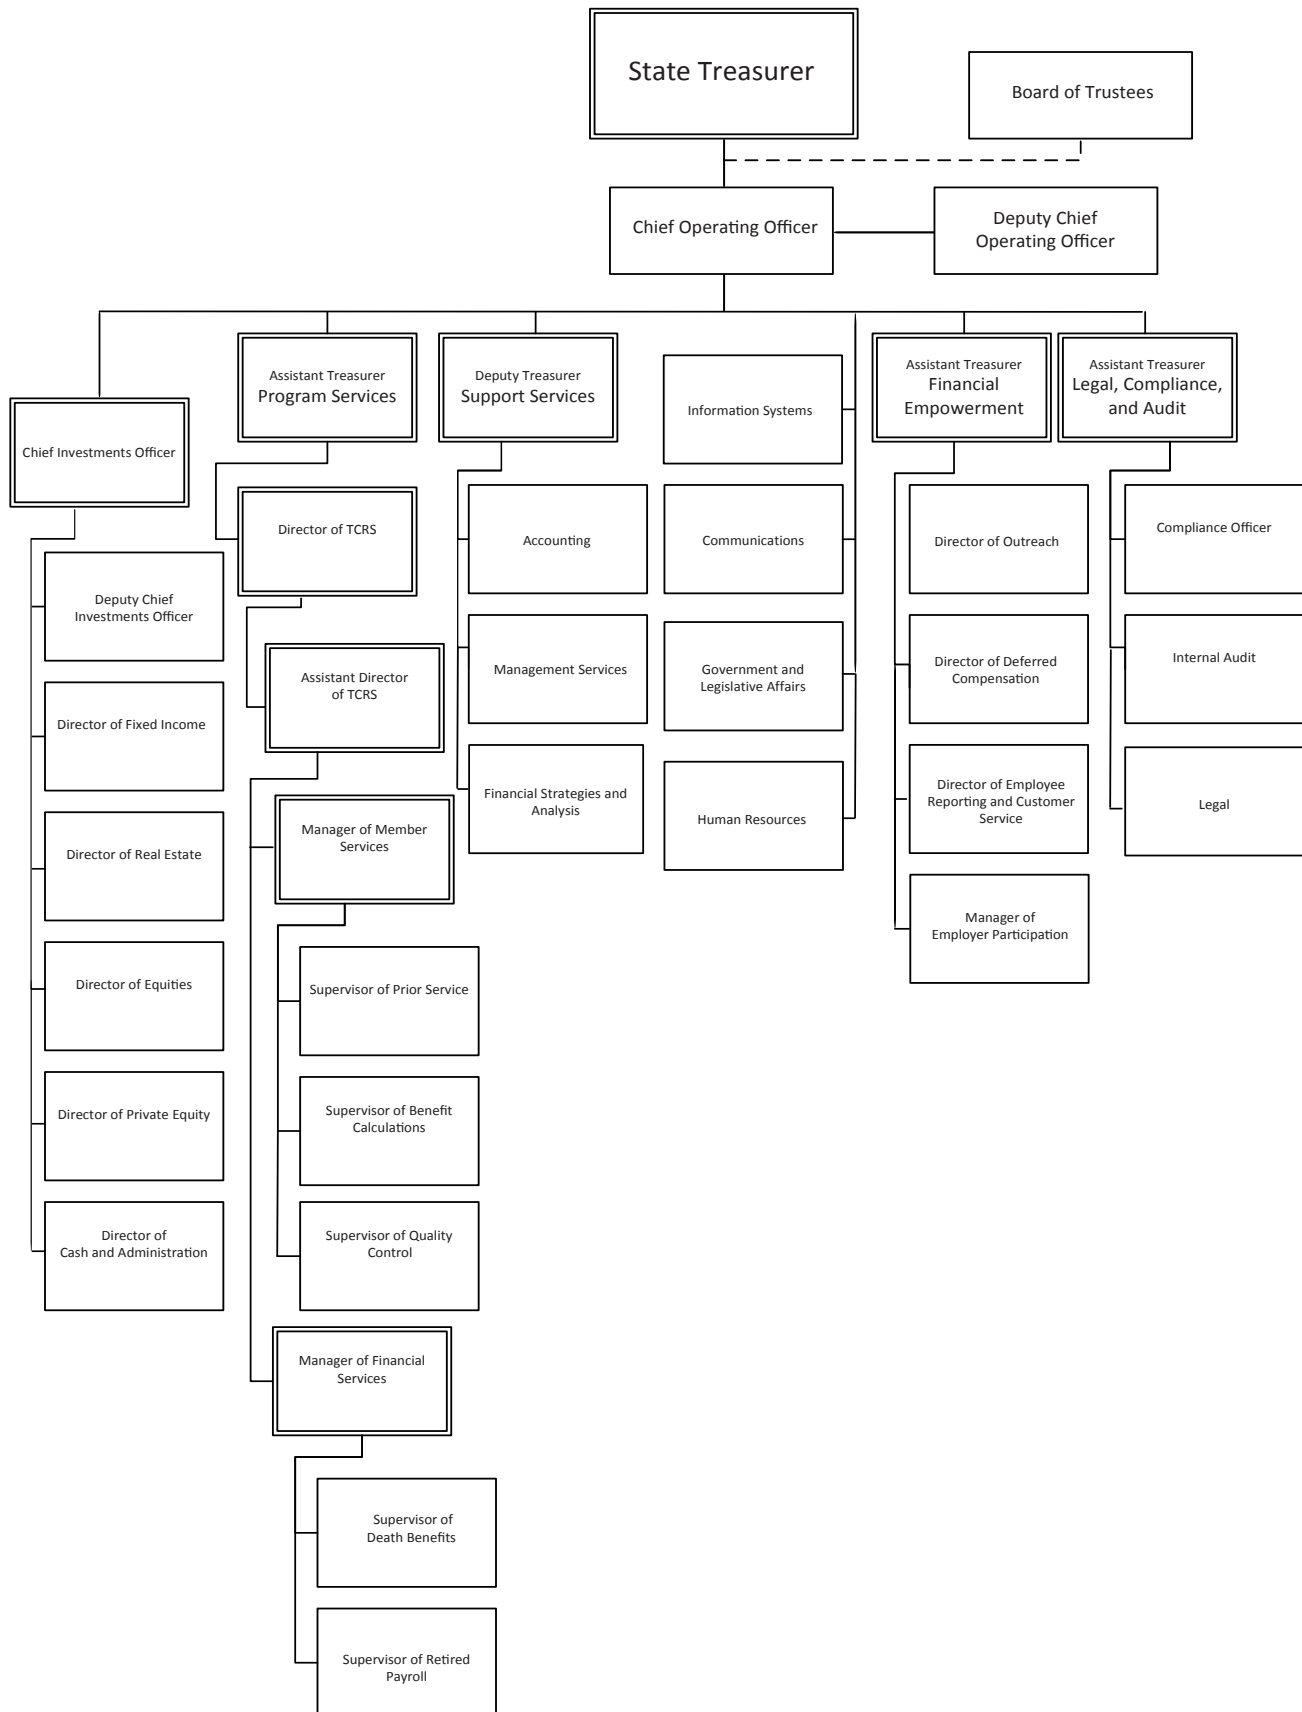 State Treasurer
Board of Trustees
Chief Operating Officer
Deputy Chief
Operating Officer
Chief Investments Officer
Deputy Chief
Investments Officer
Director of Fixed Income
Director of Real Estate
Director of Equities
Director of Private Equity
Director of
Cash and Administration
Assistant Treasurer
Program Services
Director of TCRS
Assistant Director
of TCRS
Manager of Member
Services
Supervisor of Prior Service
Supervisor of Benefit
Calculations
Supervisor of Quality
Control
Manager of Financial
Services
Supervisor of
Death Benefits
Supervisor of Retired
Payroll
Deputy Treasurer
Support Services
Accounting
Management Services
Financial Strategies and
Analysis
Information Systems
Communications
Government and
Legislative Affairs
Human Resources
Assistant Treasurer
Financial
Empowerment
Director of Outreach
Director of Deferred
Compensation
Director of Employee
Reporting and Customer
Service
Manager of
Employer Participation
Assistant Treasurer
Legal, Compliance,
and Audit
Compliance Officer
Internal Audit
Legal